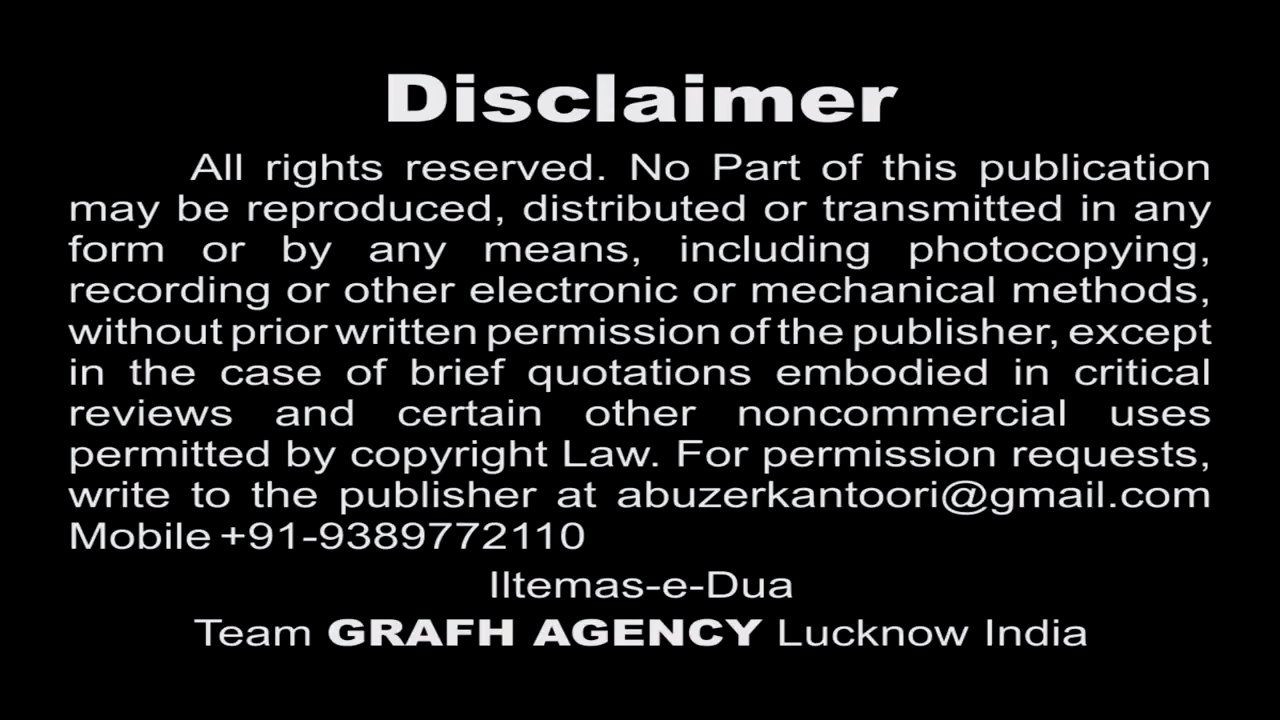 Disclaimer
All rights reserved. No Part of this publication
may be reproduced, distributed or transmitted in any
form or by any means, including photocopying,
recording or other electronic or mechanical methods,
without prior written permission of the publisher, except
in the case of brief quotations embodied in critical
reviews and certain other noncommercial uses
permitted by copyright Law. For permission requests,
write to the publisher at abuzerkantoori@gmail.com
Mobile +91-9389772110
IItemas-e-Dua
Team GRAFH AGENCY Lucknow India